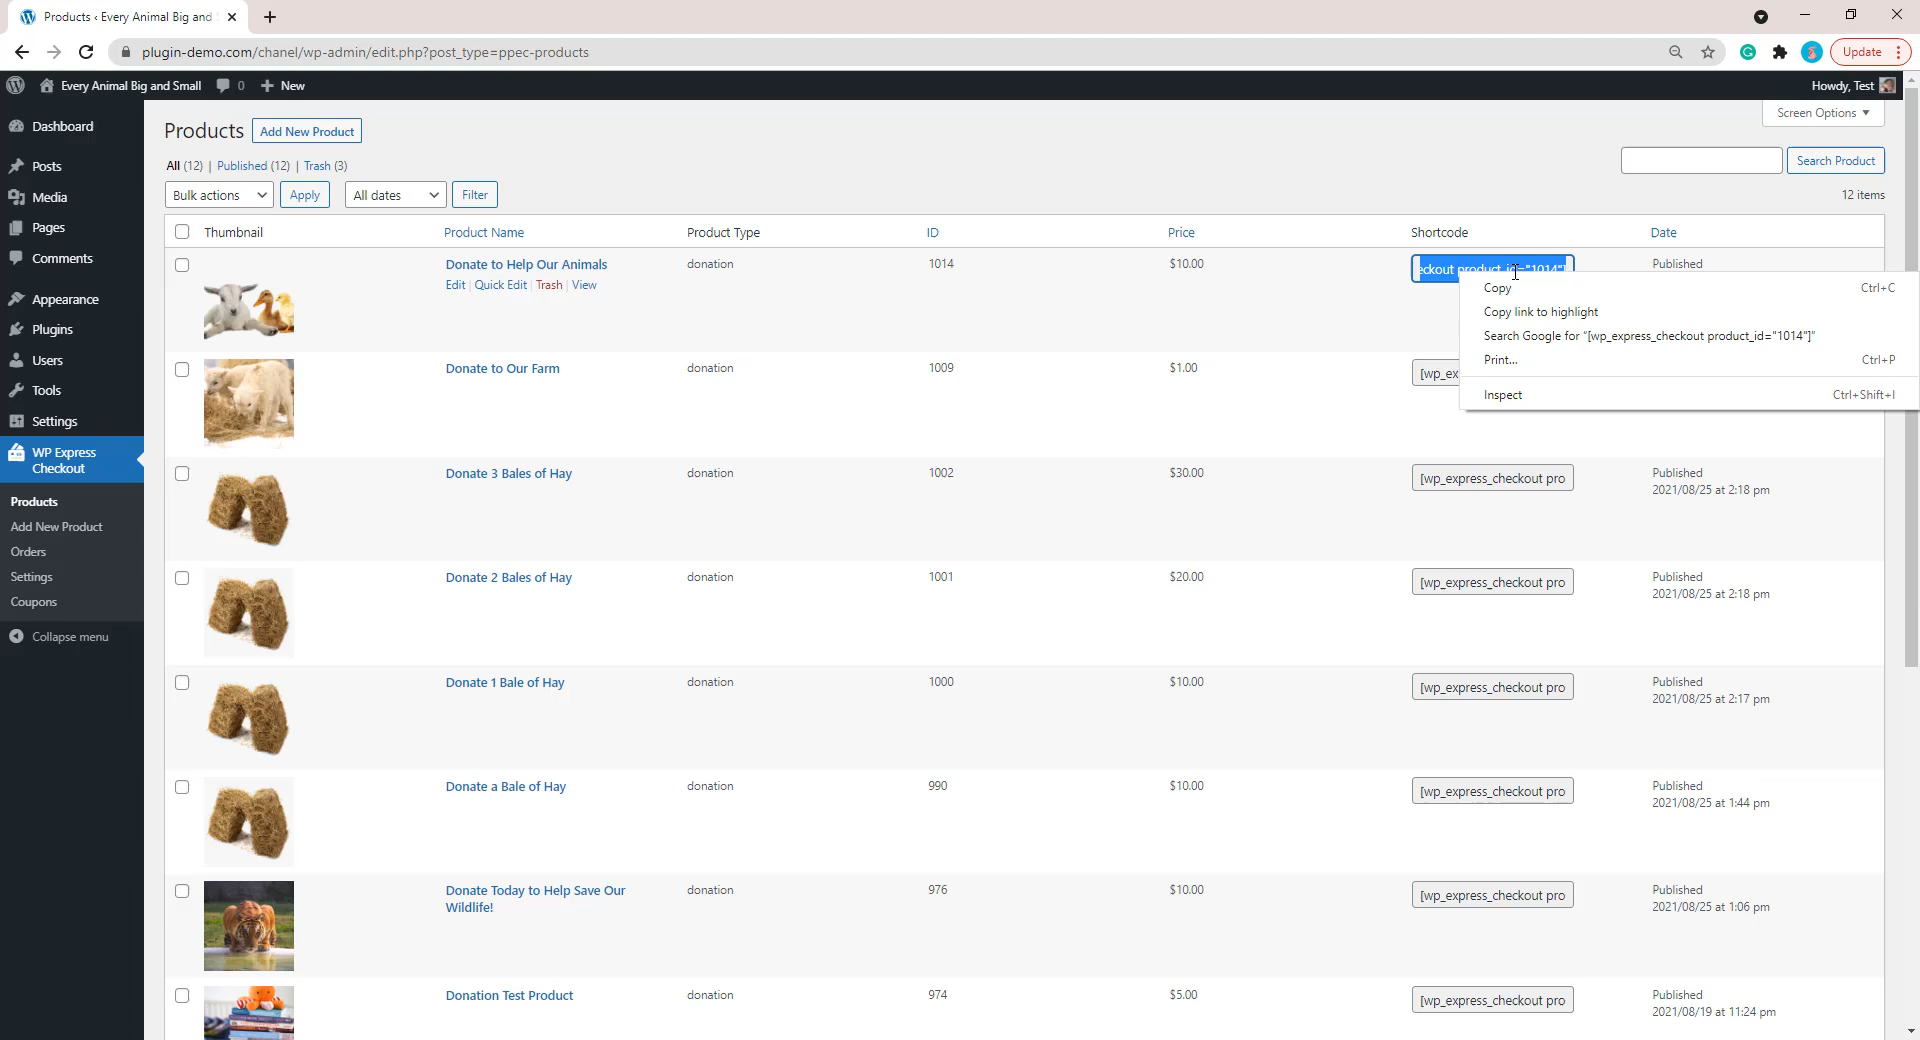 Products ‹ Every Animal Big and S
plugin-demo.com/chanel/wp-admin/edit.php?post_type=ppec-products
Update
Every Animal Big and Small 0 New
Howdy, Test
Dashboard
Posts
Media
Pages
Comments
Appearance
Plugins
Users
Tools
Settings
WP Express
Checkout
Products
Add New Product
Orders
Settings
Coupons
Collapse menu
Products Add New Product
Screen Options
All (12) | Published (12) | Trash (3)
Search Product
Bulk actions Apply All dates Filter
12 items
Thumbnail Product Name Product Type ID Price Shortcode Date
Donate to Help Our Animals donation 1014 $10.00 eckout product_id="1014"] Published
Edit | Quick Edit | Trash | View
Copy Ctrl+C
Copy link to highlight
Search Google for “[wp_express_checkout product_id="1014"]”
Print... Ctrl+P
Inspect Ctrl+Shift+I
Donate to Our Farm donation 1009 $1.00 [wp_ex
Donate 3 Bales of Hay donation 1002 $30.00 [wp_express_checkout pro Published
2021/08/25 at 2:18 pm
Donate 2 Bales of Hay donation 1001 $20.00 [wp_express_checkout pro Published
2021/08/25 at 2:18 pm
Donate 1 Bale of Hay donation 1000 $10.00 [wp_express_checkout pro Published
2021/08/25 at 2:17 pm
Donate a Bale of Hay donation 990 $10.00 [wp_express_checkout pro Published
2021/08/25 at 1:44 pm
Donate Today to Help Save Our donation 976 $10.00 [wp_express_checkout pro Published
Wildlife! 2021/08/25 at 1:06 pm
Donation Test Product donation 974 $5.00 [wp_express_checkout pro Published
2021/08/19 at 11:24 pm